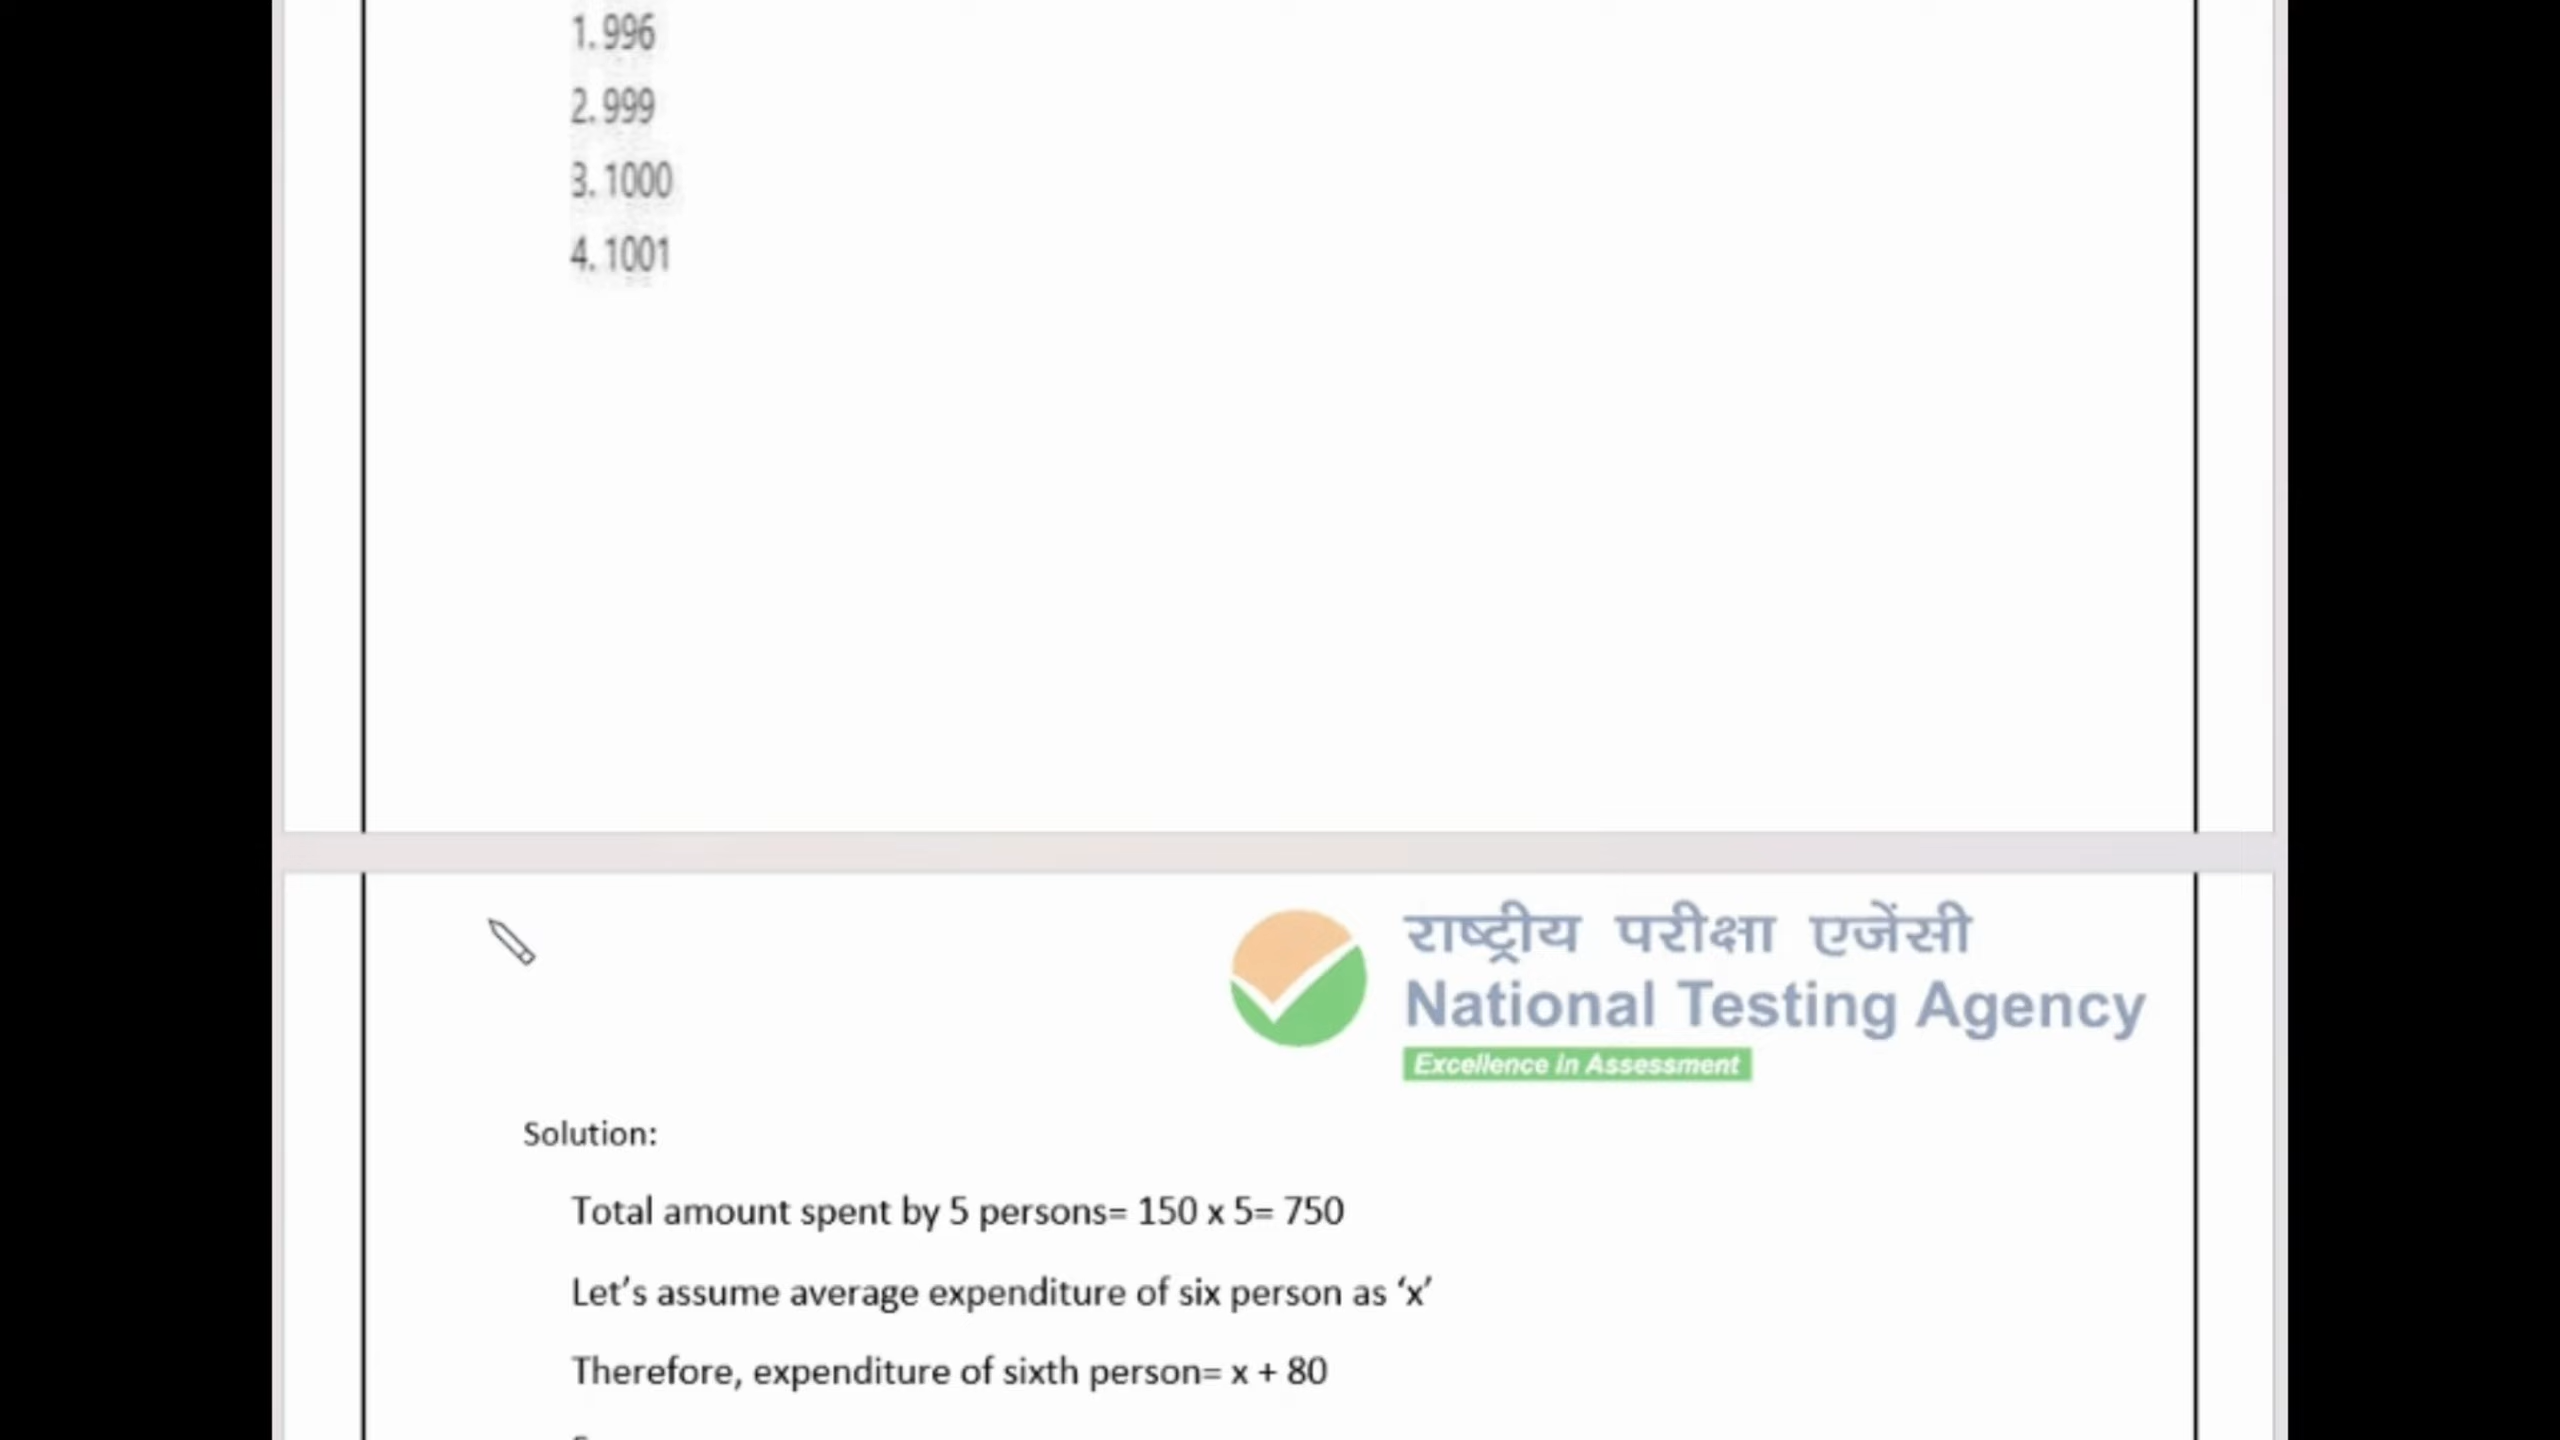 1. 996
2. 999
3. 1000
4. 1001
राष्ट्रीय परीक्षा एजेंसी
National Testing Agency
Excellence in Assessment
Solution:
Total amount spent by 5 persons= 150 x 5= 750
Let’s assume average expenditure of six person as ‘x’
Therefore, expenditure of sixth person= x + 80